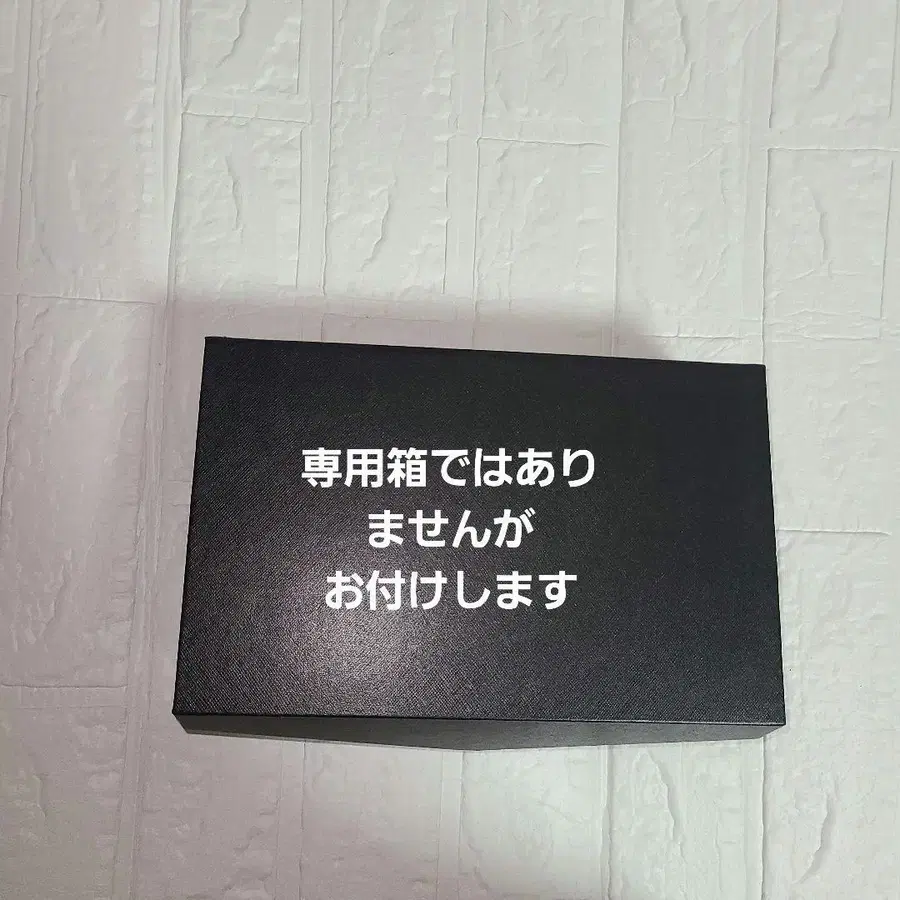 専用箱ではあり
ませんが
お付けします